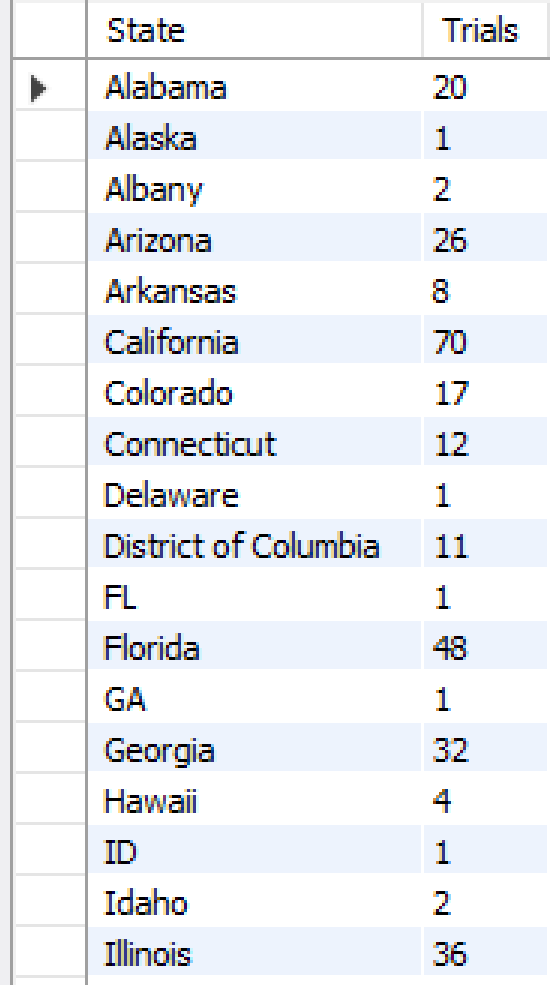 State Trials
Alabama 20
Alaska 1
Albany 2
Arizona 26
Arkansas 8
California 70
Colorado 17
Connecticut 12
Delaware 1
District of Columbia 11
FL 1
Florida 48
GA 1
Georgia 32
Hawaii 4
ID 1
Idaho 2
Illinois 36